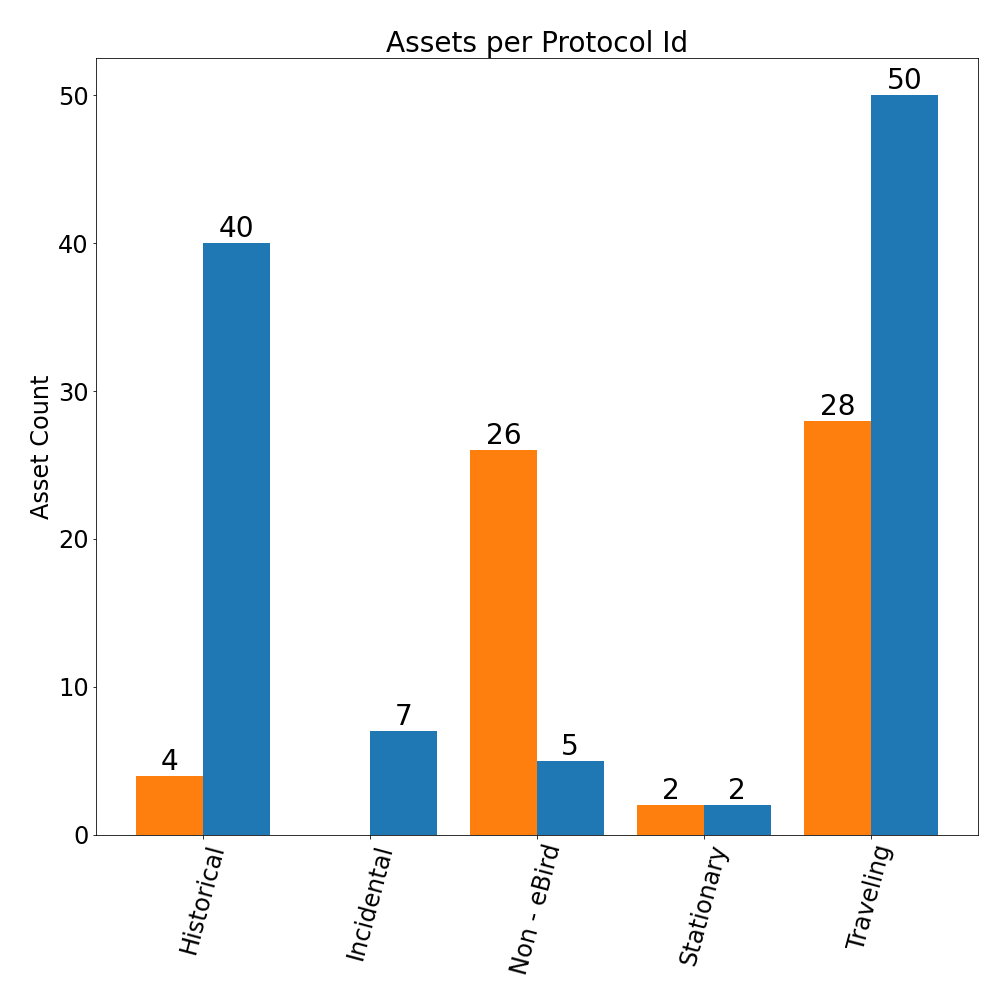 Assets per Protocol Id
Asset Count
50
40
30
20
10
0
4
40
7
26
5
2
2
28
50
Historical
Incidental
Non - eBird
Stationary
Traveling